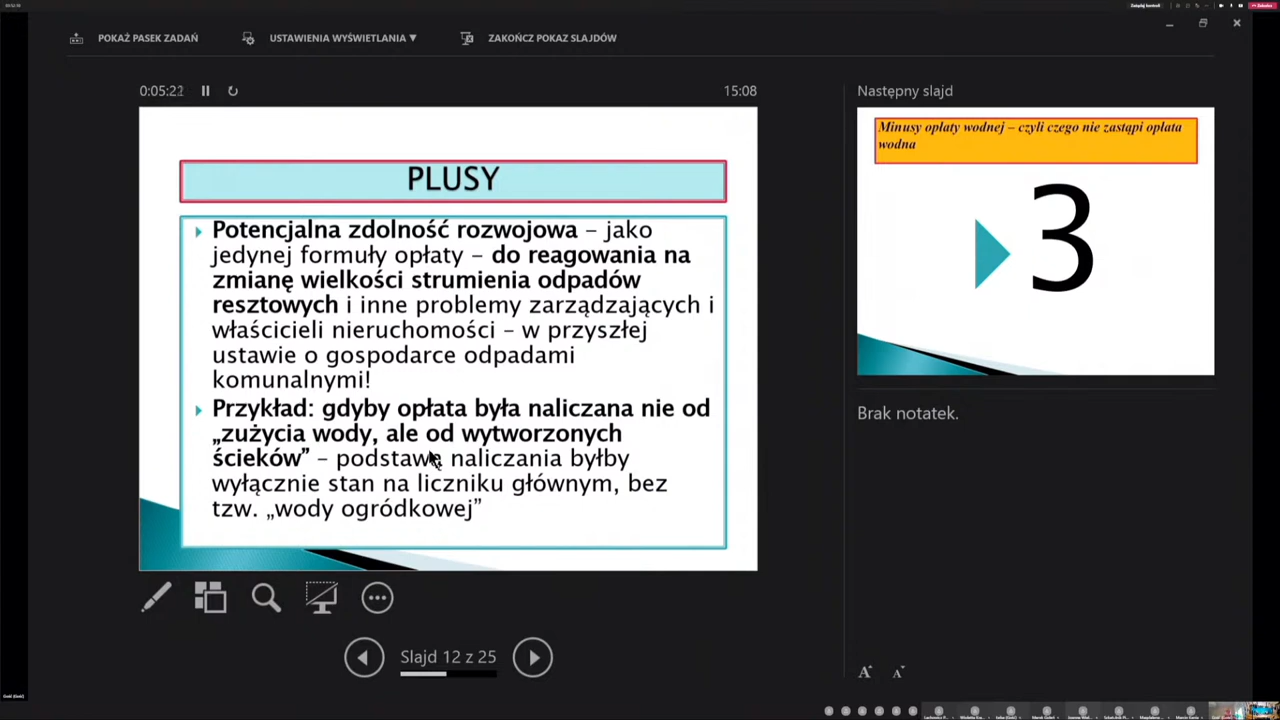 Zarządzaj kontrolą
POKAŻ PASEK ZADAŃ
USTAWIENIA WYŚWIETLANIA ▼
ZAKOŃCZ POKAZ SLAJDÓW
0:05:22
15:08
PLUSY
Potencjalna zdolność rozwojowa – jako
jedynej formuły opłaty – do reagowania na
zmianę wielkości strumienia odpadów
resztowych i inne problemy zarządzających i
właścicieli nieruchomości – w przyszłej
ustawie o gospodarce odpadami
komunalnymi!
Przykład: gdyby opłata była naliczana nie od
„zużycia wody, ale od wytworzonych
ścieków” – podstawą naliczania byłby
wyłącznie stan na liczniku głównym, bez
tzw. „wody ogródkowej”
Slajd 12 z 25
Następny slajd
Minusy opłaty wodnej – czyli czego nie zastąpi opłata
wodna
3
Brak notatek.
A A